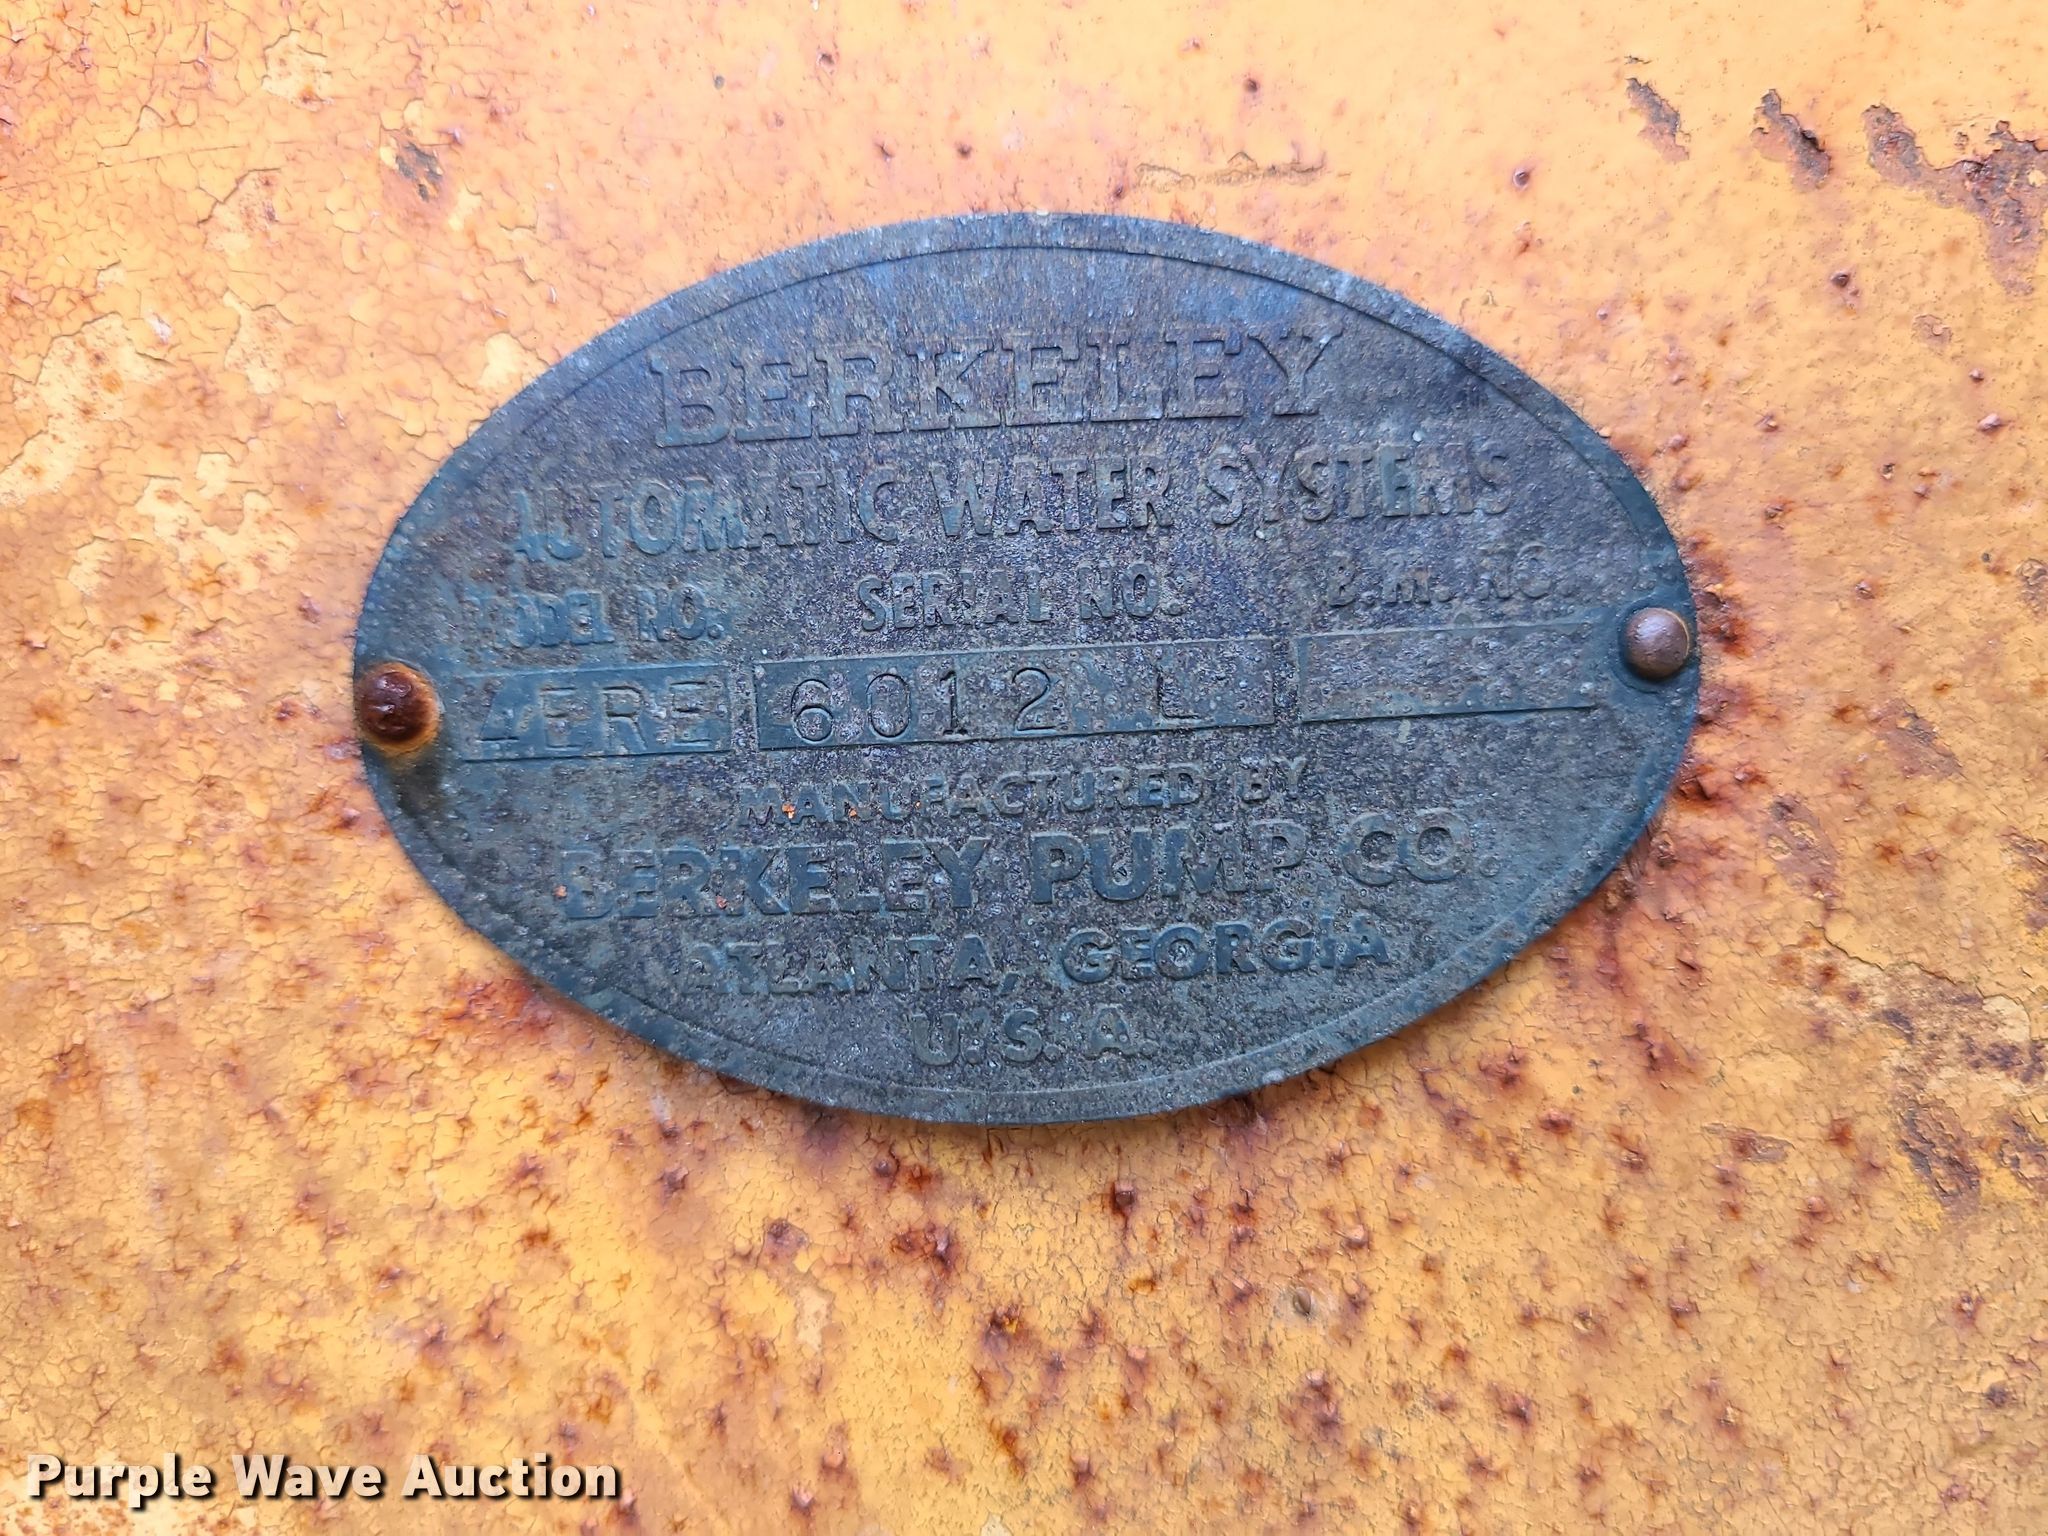 BERKELEY
AUTOMATIC WATER SYSTEMS
MODEL NO. SERIAL NO. B.M. NO.
4ERE 6012 L
MANUFACTURED BY
BERKELEY PUMP CO.
ATLANTA, GEORGIA
U.S.A.
Purple Wave Auction